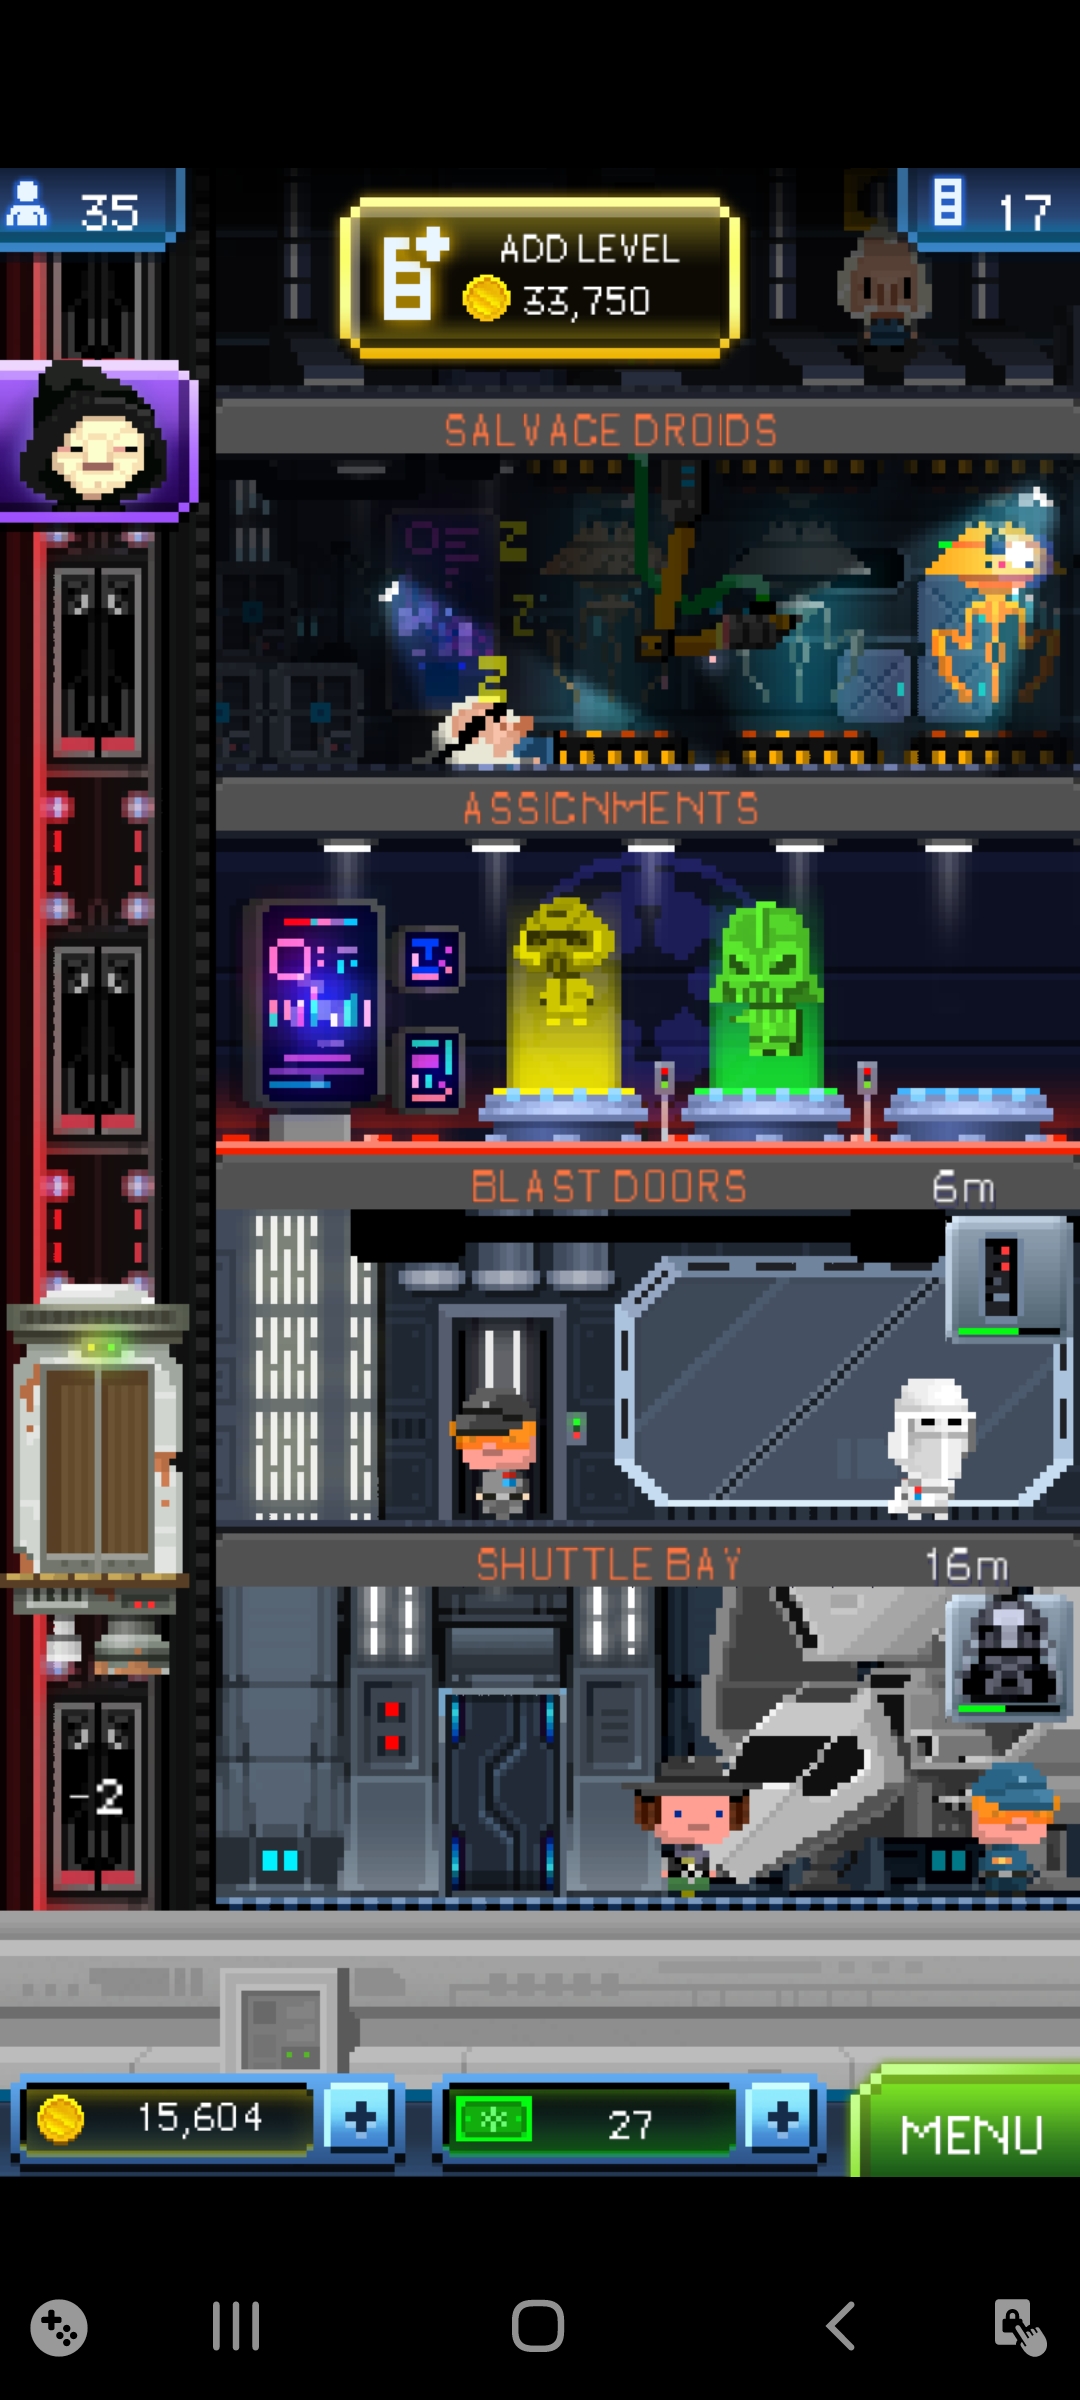 35
ADD LEVEL
33,750
17
SALVAGE DROIDS
Z
Z
Z
ASSIGNMENTS
BLAST DOORS
6m
SHUTTLE BAY
16m
-2
15,604
27
MENU